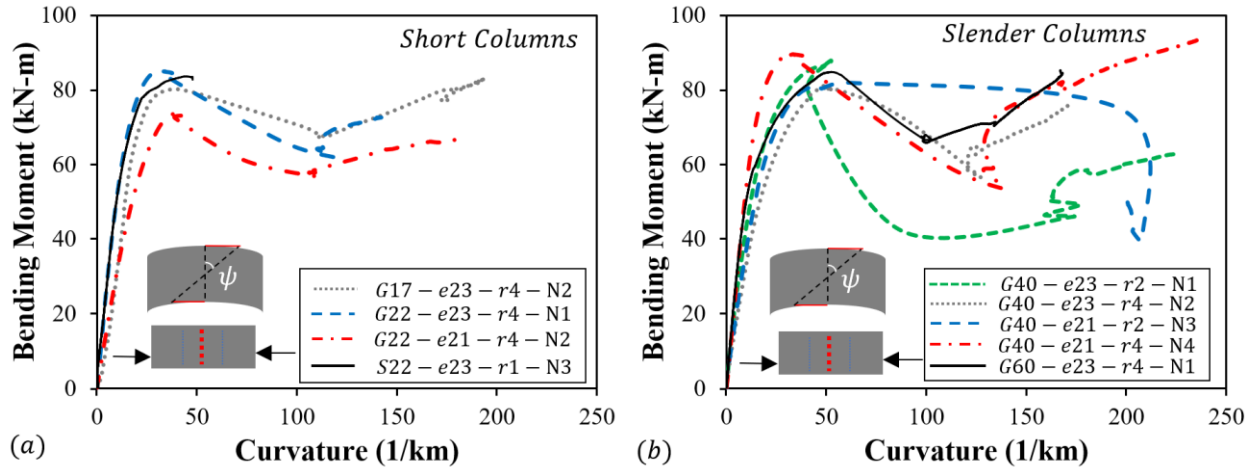 Short Columns
Bending Moment (kN-m)
100
80
60
40
20
0
ψ
G17 − e23 − r4 − N2
G22 − e23 − r4 − N1
G22 − e21 − r4 − N2
S22 − e23 − r1 − N3
0 50 100 150 200 250
(a)
Curvature (1/km)
Slender Columns
Bending Moment (kN-m)
100
80
60
40
20
0
ψ
G40 − e23 − r2 − N1
G40 − e23 − r4 − N2
G40 − e21 − r2 − N3
G40 − e21 − r4 − N4
G60 − e23 − r4 − N1
0 50 100 150 200 250
(b)
Curvature (1/km)